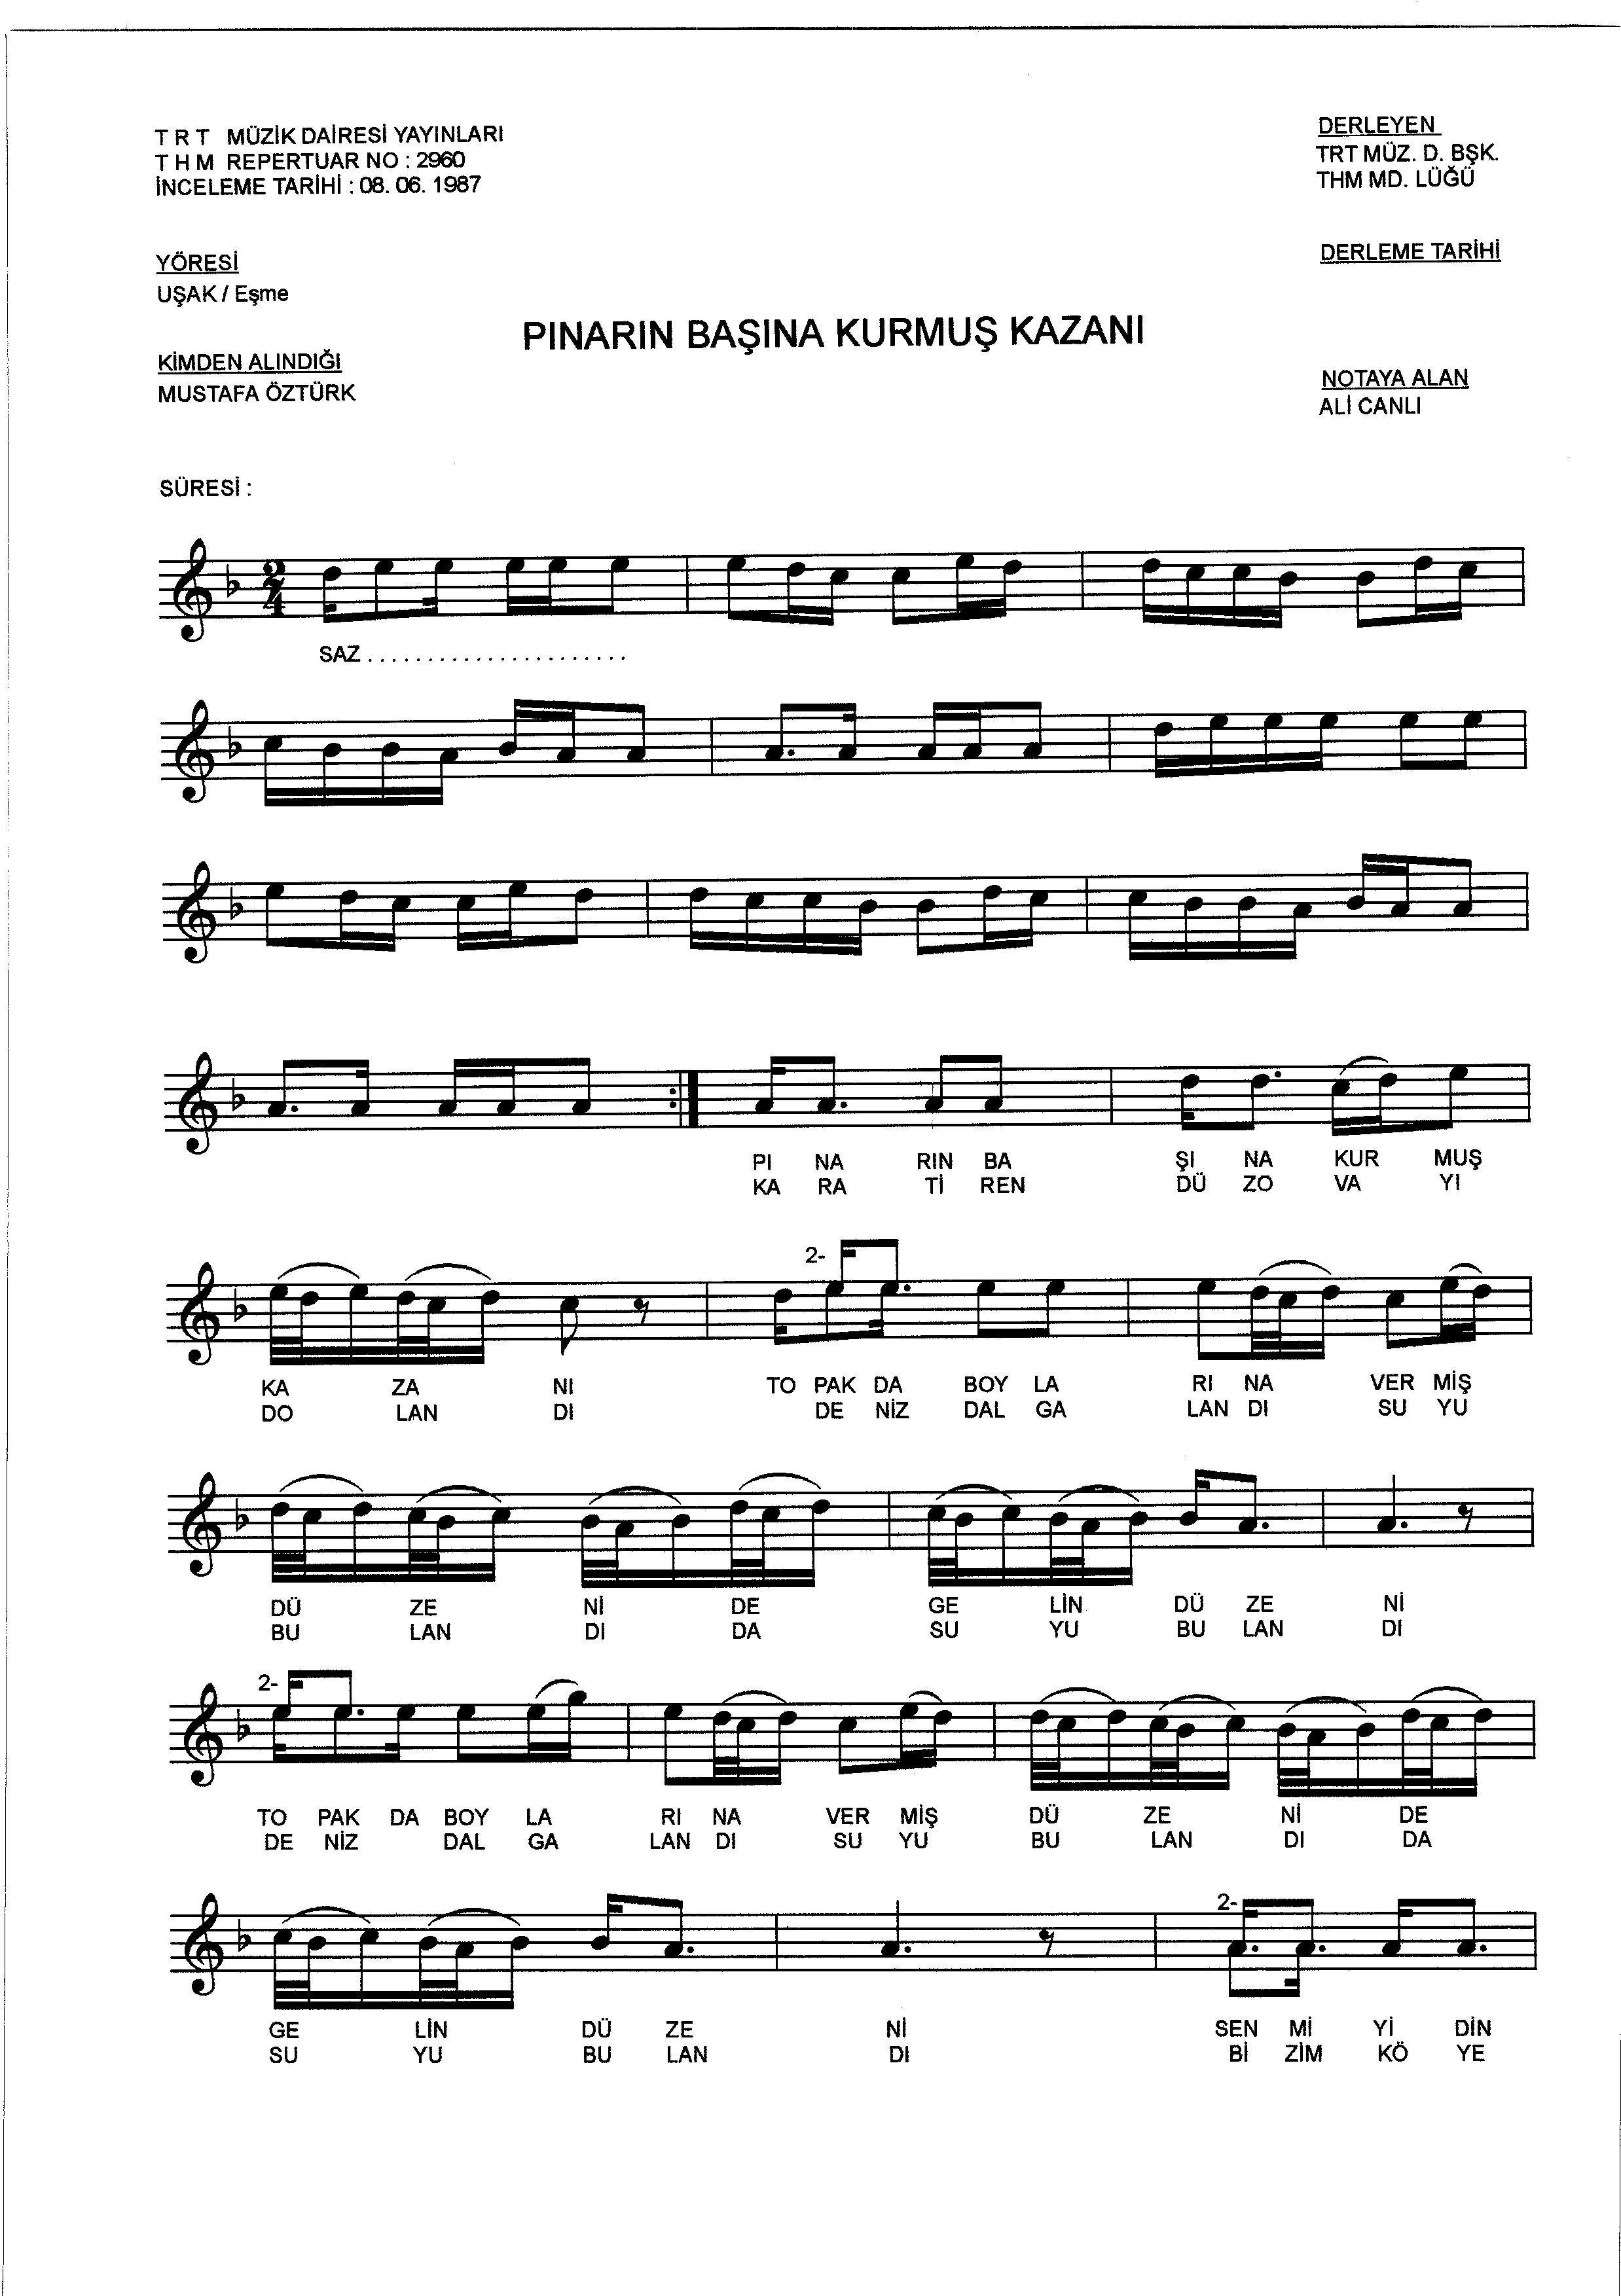 T R T MÜZİK DAİRESİ YAYINLARI
T H M REPERTUAR NO : 2960
İNCELEME TARİHİ : 08. 06. 1987
DERLEYEN
TRT MÜZ. D. BŞK.
THM MD. LÜĞÜ
YÖRESİ
UŞAK / Eşme
DERLEME TARİHİ
PINARIN BAŞINA KURMUŞ KAZANI
KİMDEN ALINDIĞI
MUSTAFA ÖZTÜRK
NOTAYA ALAN
ALİ CANLI
SÜRESİ :
2
4
SAZ . . . . . . . . . . . . . . . . . . . . . .
PI NA RIN BA ŞI NA KUR MUŞ
KA RA Tİ REN DÜ ZO VA YI
2-
KA ZA NI TO PAK DA BOY LA RI NA VER MİŞ
DO LAN DI DE NİZ DAL GA LAN DI SU YU
DÜ ZE Nİ DE GE LİN DÜ ZE Nİ
BU LAN DI DA SU YU BU LAN DI
2-
TO PAK DA BOY LA RI NA VER MİŞ DÜ ZE Nİ DE
DE NİZ DAL GA LAN DI SU YU BU LAN DI DA
2-
GE LİN DÜ ZE Nİ SEN Mİ Yİ DİN
SU YU BU LAN DI Bİ ZİM KÖ YE